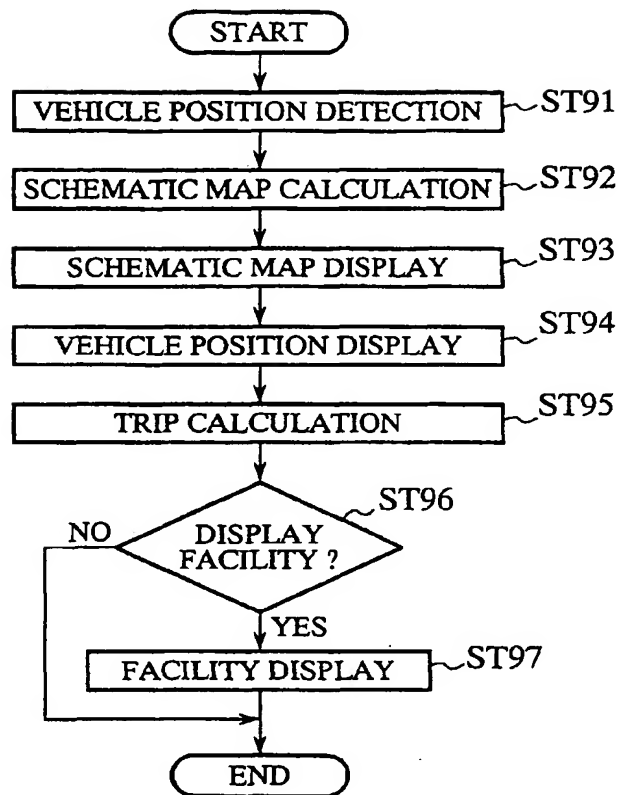 START
VEHICLE POSITION DETECTION
ST91
SCHEMATIC MAP CALCULATION
ST92
SCHEMATIC MAP DISPLAY
ST93
VEHICLE POSITION DISPLAY
ST94
TRIP CALCULATION
ST95
ST96
NO
DISPLAY
FACILITY ?
YES
FACILITY DISPLAY
ST97
END